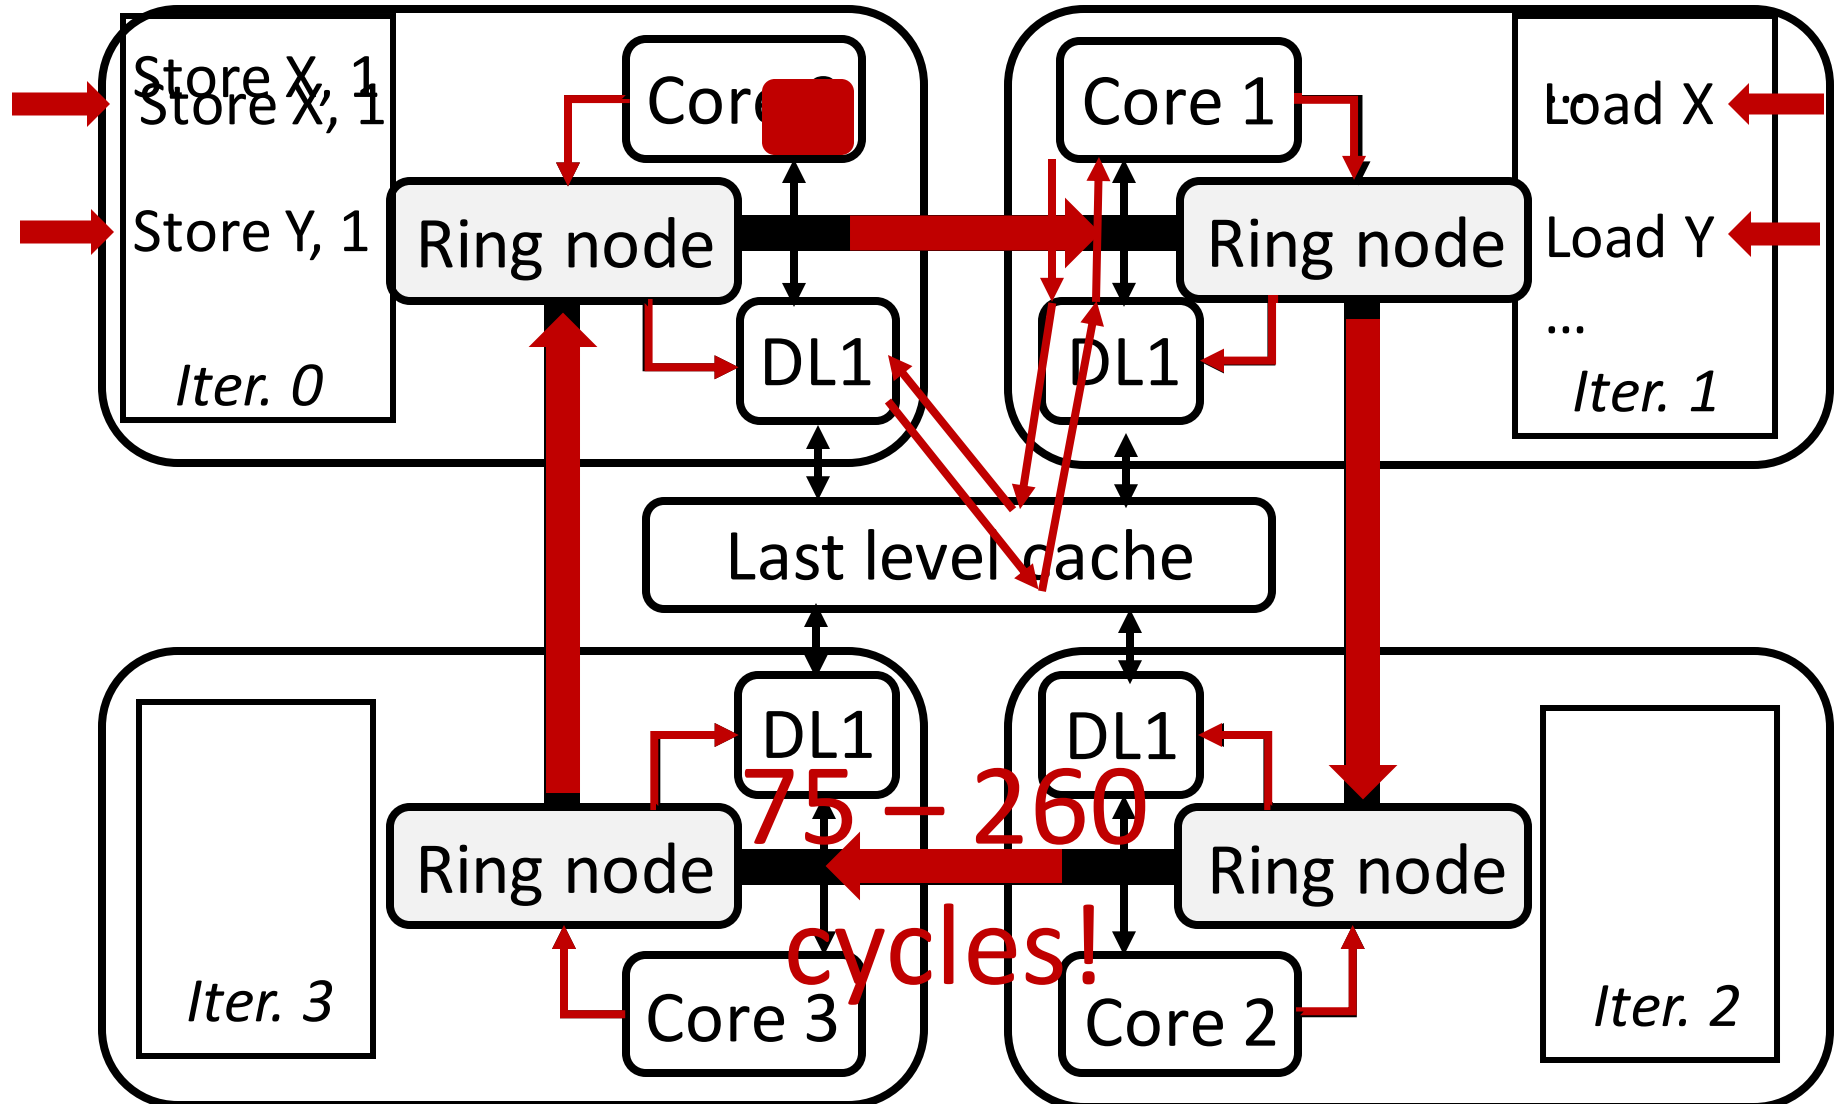 Store X, 1
Store X, 1
Store Y, 1
Iter. 0
Core
Ring node
DL1
Core 1
Ring node
DL1
...
Load X
Load Y
...
Iter. 1
Last level cache
DL1
DL1
75 – 260
cycles!
Ring node
Ring node
Iter. 3
Core 3
Core 2
Iter. 2